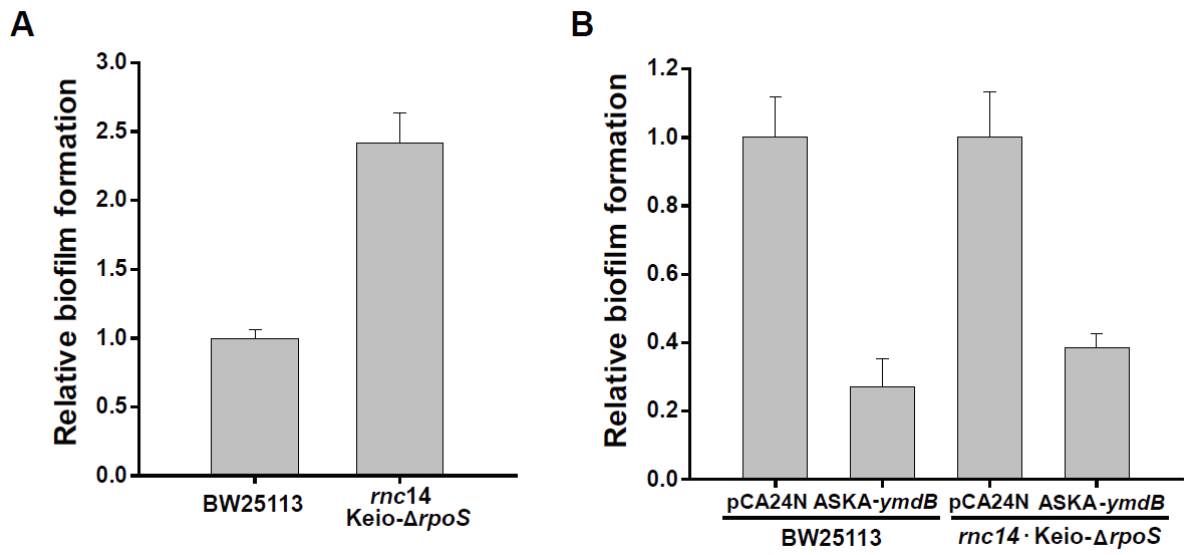 A
Relative biofilm formation
3.0
2.5
2.0
1.5
1.0
0.5
0.0
BW25113
rnc14
Keio-ΔrpoS
B
Relative biofilm formation
1.2
1.0
0.8
0.6
0.4
0.2
0.0
pCA24N ASKA-ymdB pCA24N ASKA-ymdB
BW25113 rnc14 · Keio-ΔrpoS